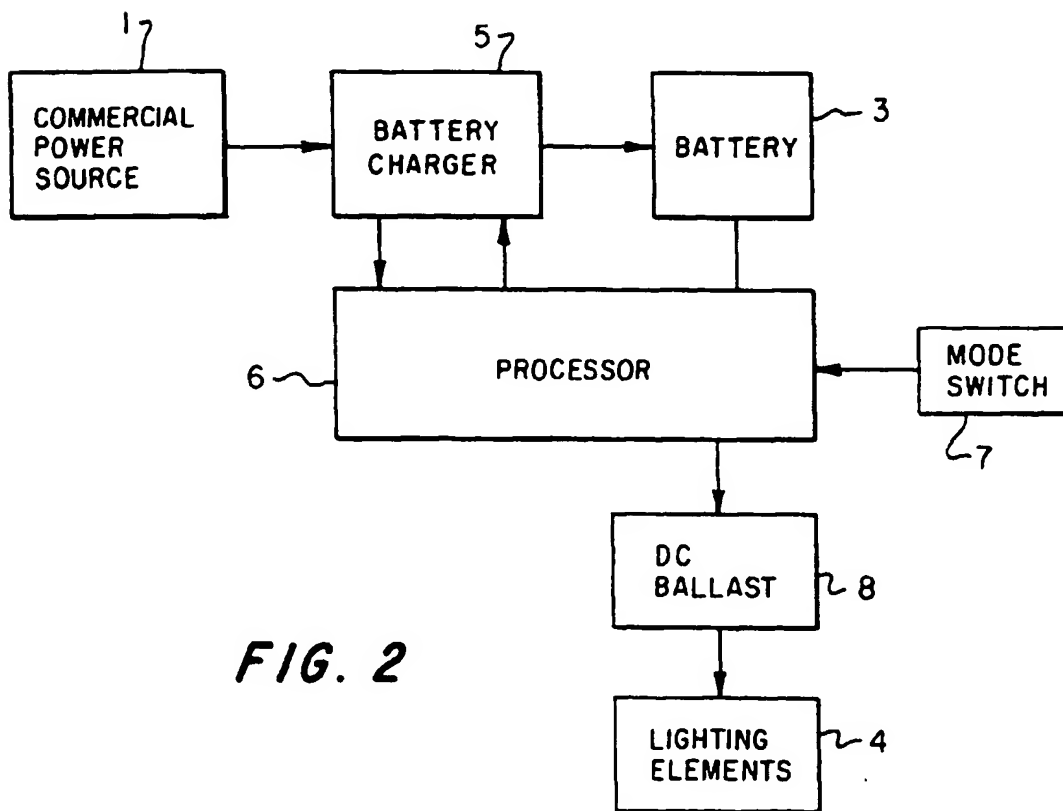 1
5
COMMERCIAL
POWER
SOURCE
BATTERY
CHARGER
BATTERY
3
PROCESSOR
6
MODE
SWITCH
7
DC
BALLAST
8
FIG. 2
LIGHTING
ELEMENTS
4